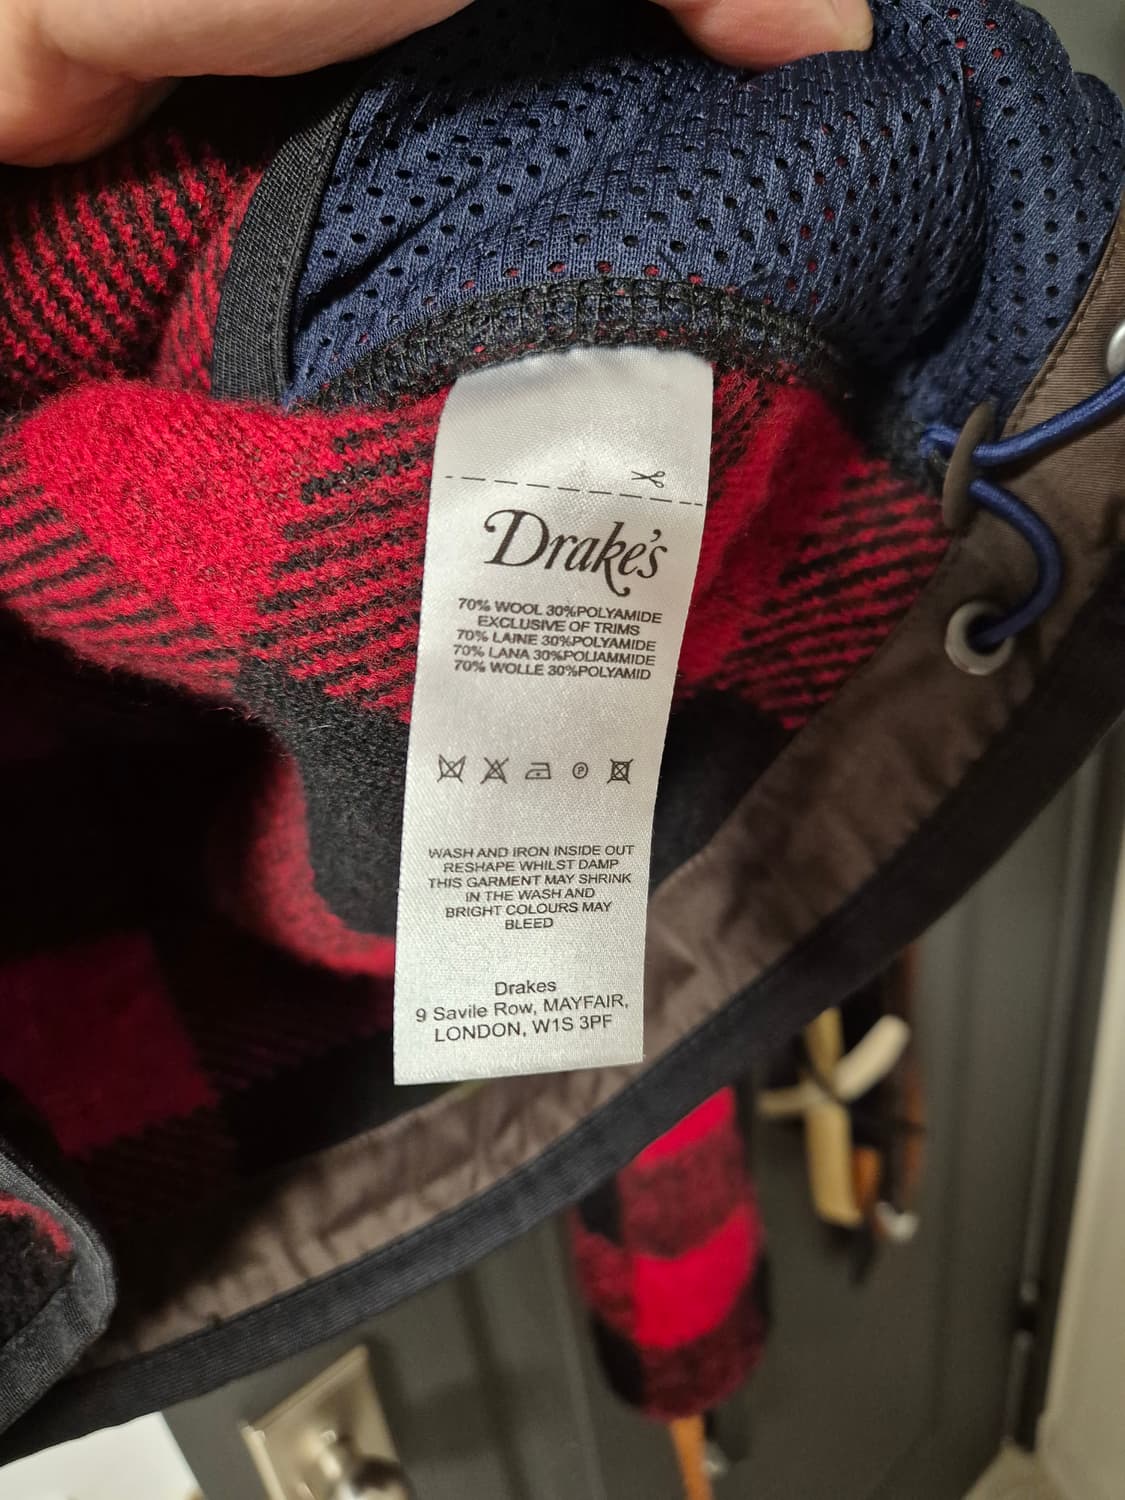 Drake's
70% WOOL 30%POLYAMIDE
EXCLUSIVE OF TRIMS
70% LAINE 30%POLYAMIDE
70% LANA 30%POLIAMMIDE
70% WOLLE 30%POLYAMID
P
WASH AND IRON INSIDE OUT
RESHAPE WHILST DAMP
THIS GARMENT MAY SHRINK
IN THE WASH AND
BRIGHT COLOURS MAY
BLEED
Drakes
9 Savile Row, MAYFAIR,
LONDON, W1S 3PF